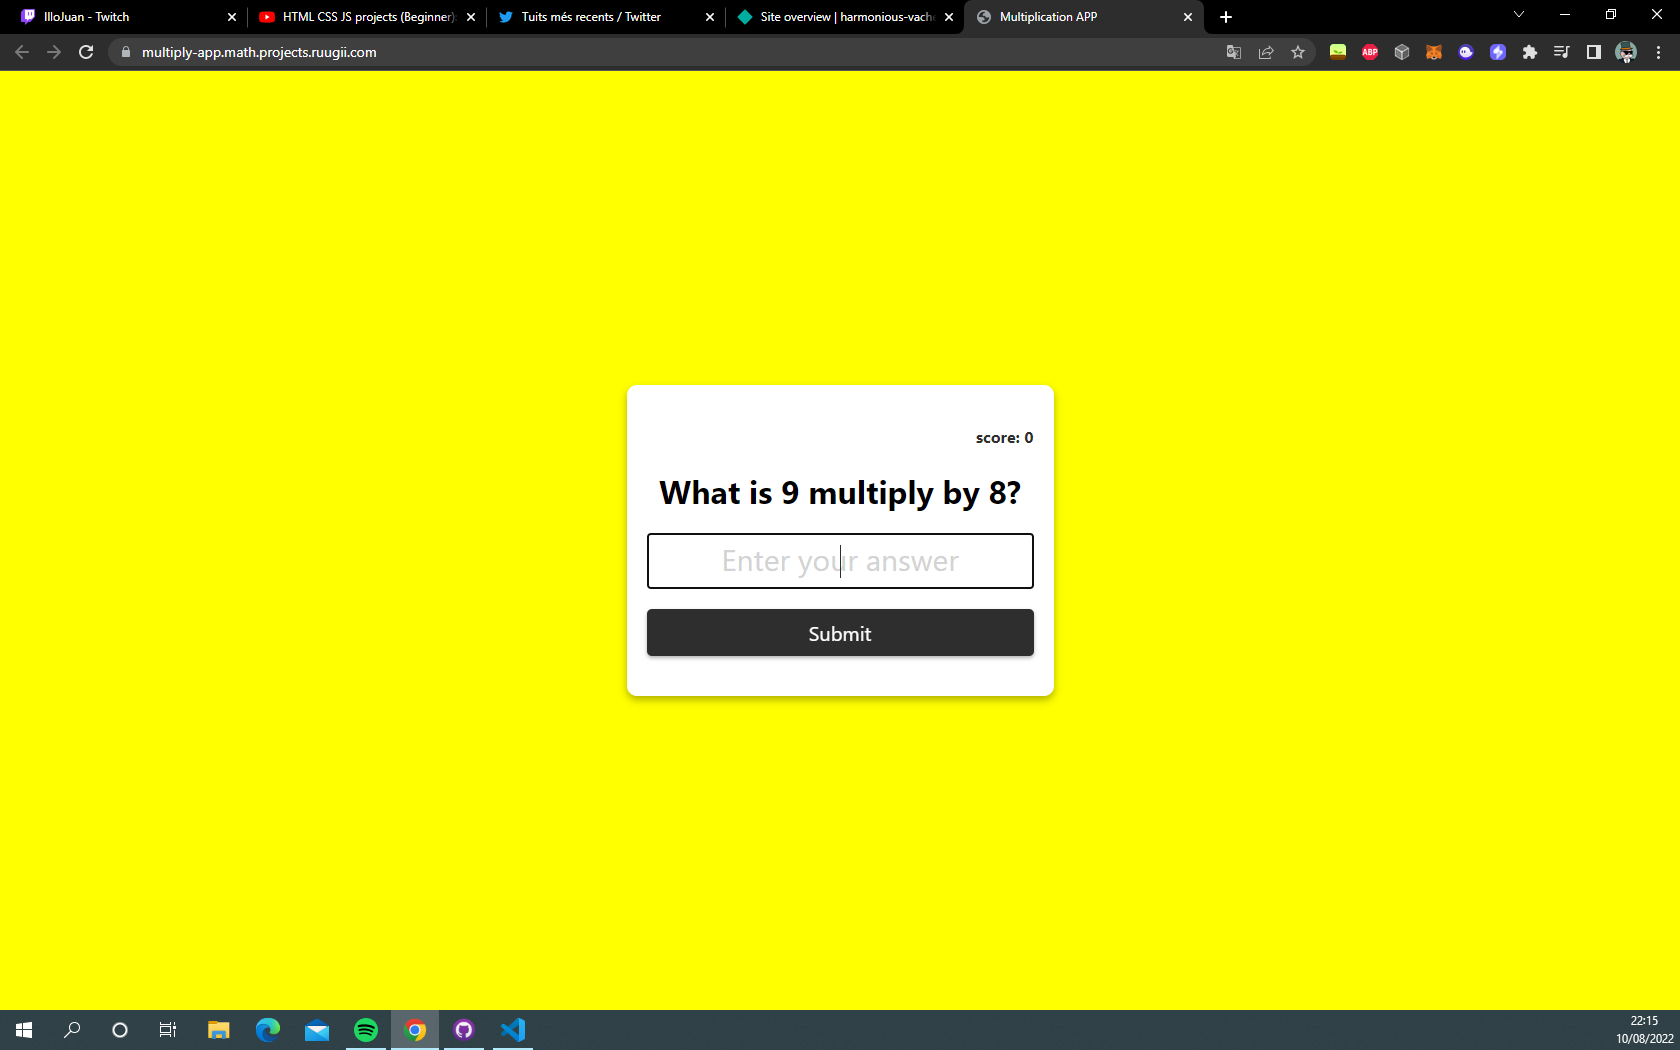 IlloJuan - Twitch
HTML CSS JS projects (Beginner)
Tuits més recents / Twitter
Site overview | harmonious-vache
Multiplication APP
multiply-app.math.projects.ruugii.com
ABP
score: 0
What is 9 multiply by 8?
Enter your answer
Submit
22:15
10/08/2022